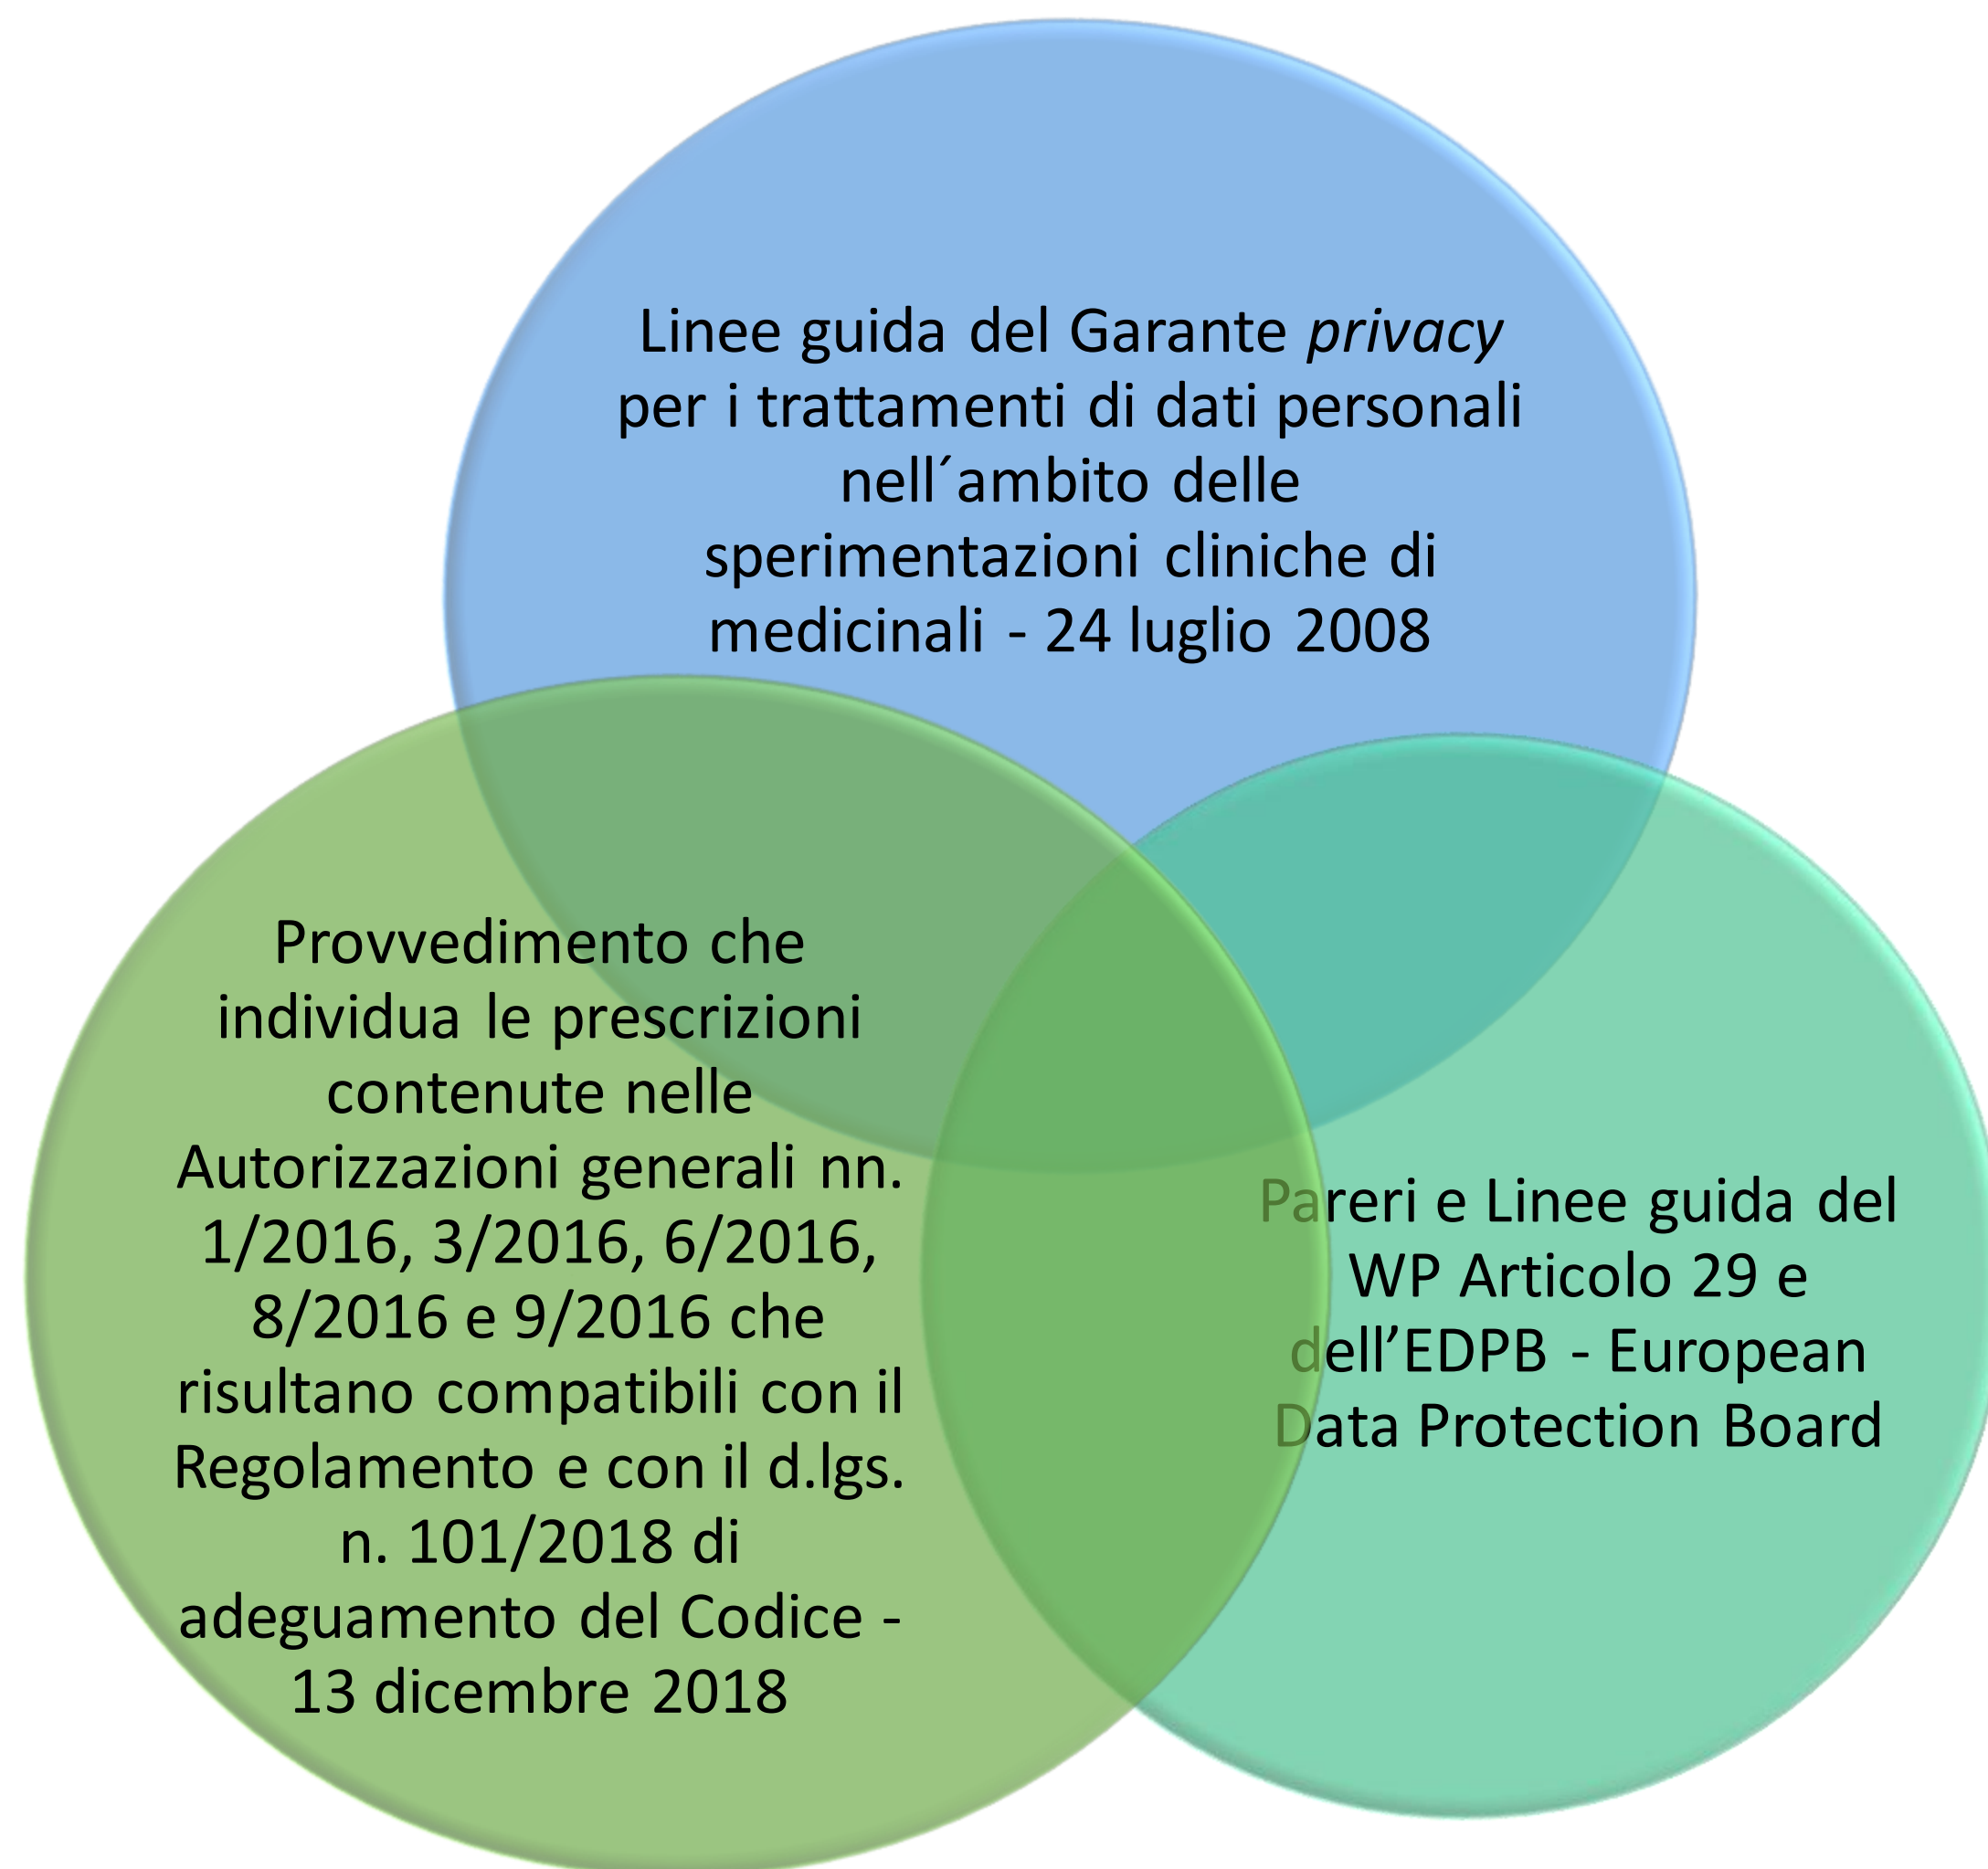 Linee guida del Garante privacy
per i trattamenti di dati personali
nell´ambito delle
sperimentazioni cliniche di
medicinali - 24 luglio 2008
Provvedimento che
individua le prescrizioni
contenute nelle
Autorizzazioni generali nn.
1/2016, 3/2016, 6/2016,
8/2016 e 9/2016 che
risultano compatibili con il
Regolamento e con il d.lgs.
n. 101/2018 di
adeguamento del Codice -
13 dicembre 2018
Pareri e Linee guida del
WP Articolo 29 e
dell’EDPB - European
Data Protection Board